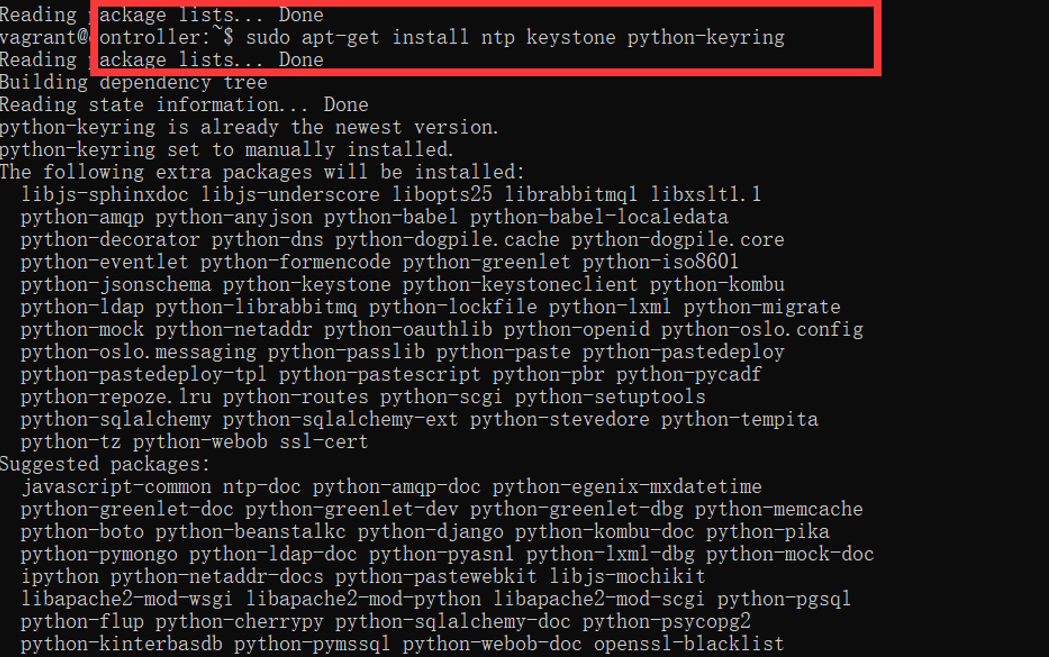 Reading package lists... Done
vagrant@controller:~$ sudo apt-get install ntp keystone python-keyring
Reading package lists... Done
Building dependency tree
Reading state information... Done
python-keyring is already the newest version.
python-keyring set to manually installed.
The following extra packages will be installed:
  libjs-sphinxdoc libjs-underscore libopts25 librabbitmq1 libxslt1.1
  python-amqp python-anyjson python-babel python-babel-localedata
  python-decorator python-dns python-dogpile.cache python-dogpile.core
  python-eventlet python-formencode python-greenlet python-iso8601
  python-jsonschema python-keystone python-keystoneclient python-kombu
  python-ldap python-librabbitmq python-lockfile python-lxml python-migrate
  python-mock python-netaddr python-oauthlib python-openid python-oslo.config
  python-oslo.messaging python-passlib python-paste python-pastedeploy
  python-pastedeploy-tpl python-pastescript python-pbr python-pycadf
  python-repoze.lru python-routes python-scgi python-setuptools
  python-sqlalchemy python-sqlalchemy-ext python-stevedore python-tempita
  python-tz python-webob ssl-cert
Suggested packages:
  javascript-common ntp-doc python-amqp-doc python-egenix-mxdatetime
  python-greenlet-doc python-greenlet-dev python-greenlet-dbg python-memcache
  python-boto python-beanstalkc python-django python-kombu-doc python-pika
  python-pymongo python-ldap-doc python-pyasn1 python-lxml-dbg python-mock-doc
  ipython python-netaddr-docs python-pastewebkit libjs-mochikit
  libapache2-mod-wsgi libapache2-mod-python libapache2-mod-scgi python-pgsql
  python-flup python-cherrypy python-sqlalchemy-doc python-psycopg2
  python-kinterbasdb python-pymssql python-webob-doc openssl-blacklist